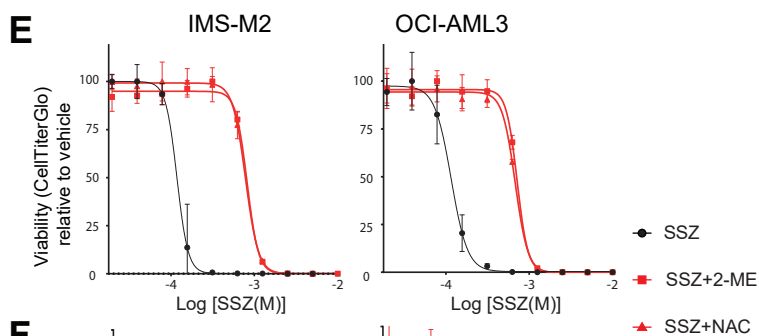 E
IMS-M2
OCI-AML3
Viability (CellTiterGlo)
relative to vehicle
100
75
50
25
0
-4
-3
-2
Log [SSZ(M)]
100
75
50
25
0
-4
-3
-2
Log [SSZ(M)]
SSZ
SSZ+2-ME
SSZ+NAC